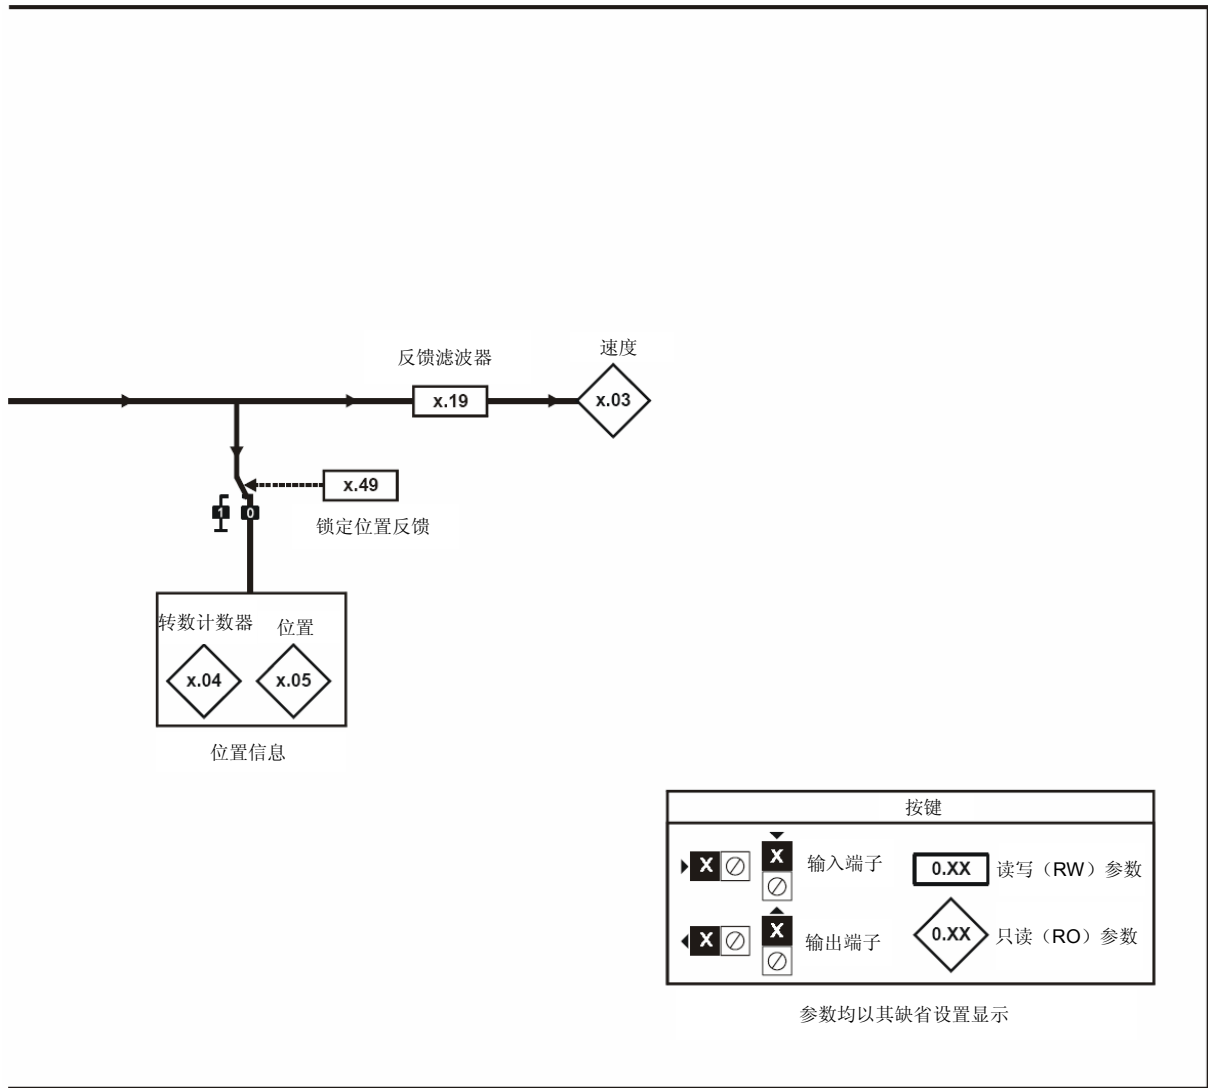 速度
反馈滤波器
x.19
x.03
x.49
1 0
锁定位置反馈
转数计数器 位置
x.04 x.05
位置信息
按键
X X 输入端子 0.XX 读写（RW）参数
X X 输出端子 0.XX 只读（RO）参数
参数均以其缺省设置显示